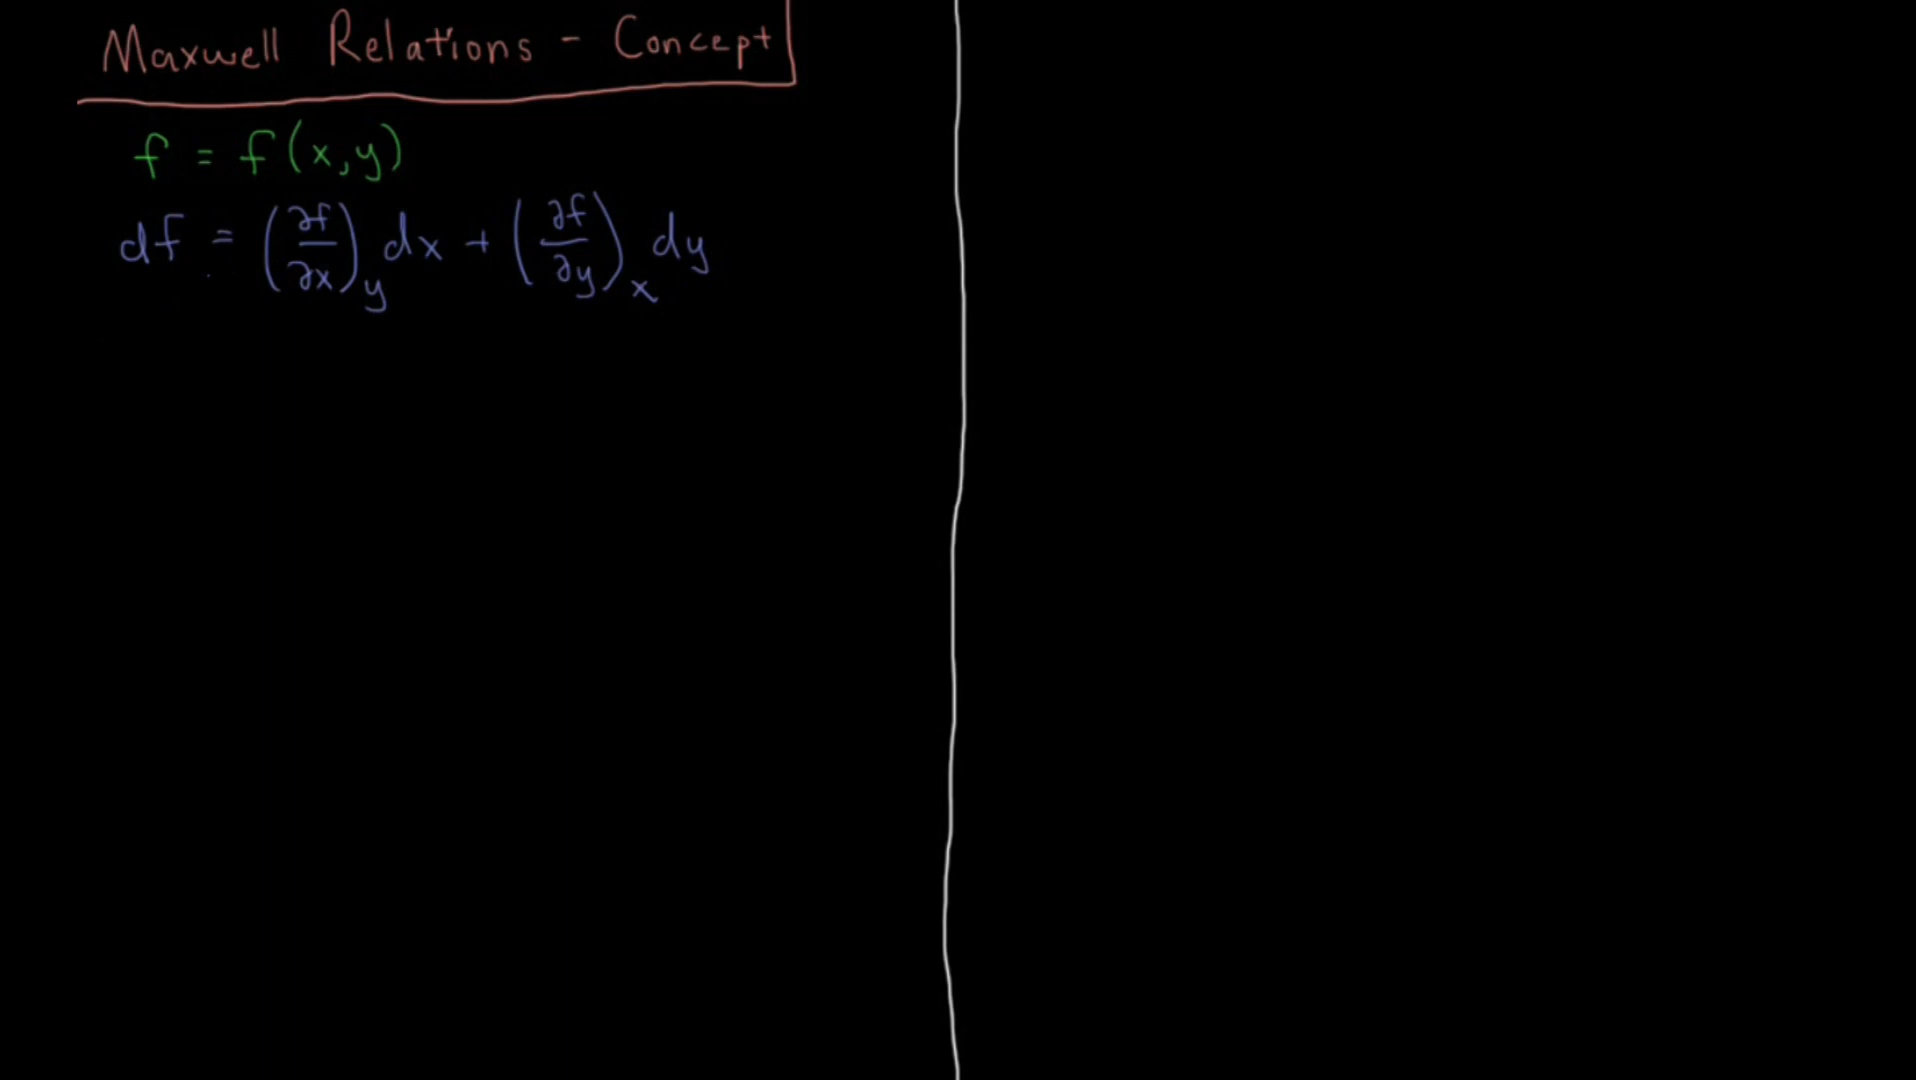 Maxwell Relations - Concept
f = f(x,y)
df = (∂f/∂x)_y dx + (∂f/∂y)_x dy